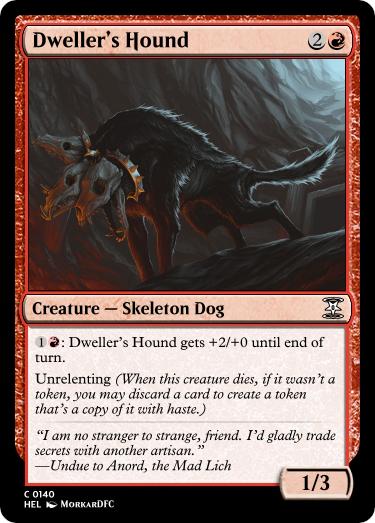 Dweller's Hound 2
1 : Dweller's Hound gets +2/+0 until end of
turn.
Creature — Skeleton Dog
Unrelenting (When this creature dies, if it wasn't a
token, you may discard a card to create a token
that's a copy of it with haste.)
"I am no stranger to strange, friend. I'd gladly trade
secrets with another artisan."
—Undue to Anord, the Mad Lich
1/3
C 0140
HEL MorkarDFC